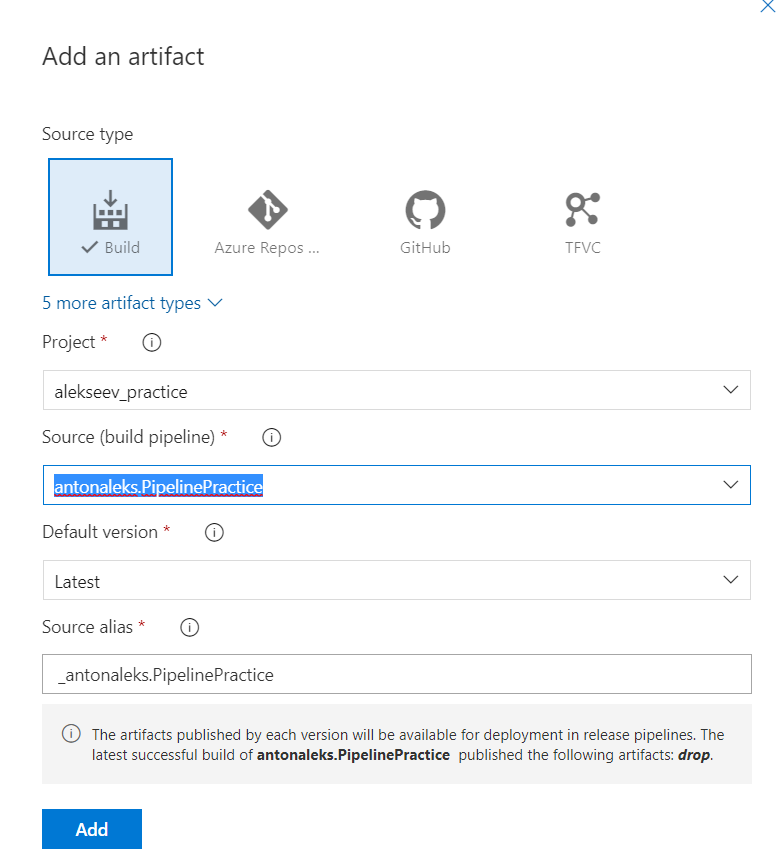 Add an artifact
Source type
Build
Azure Repos ...
GitHub
TFVC
5 more artifact types
Project *
alekseev_practice
Source (build pipeline) *
antonaleks.PipelinePractice
Default version *
Latest
Source alias *
_antonaleks.PipelinePractice
The artifacts published by each version will be available for deployment in release pipelines. The
latest successful build of antonaleks.PipelinePractice published the following artifacts: drop.
Add